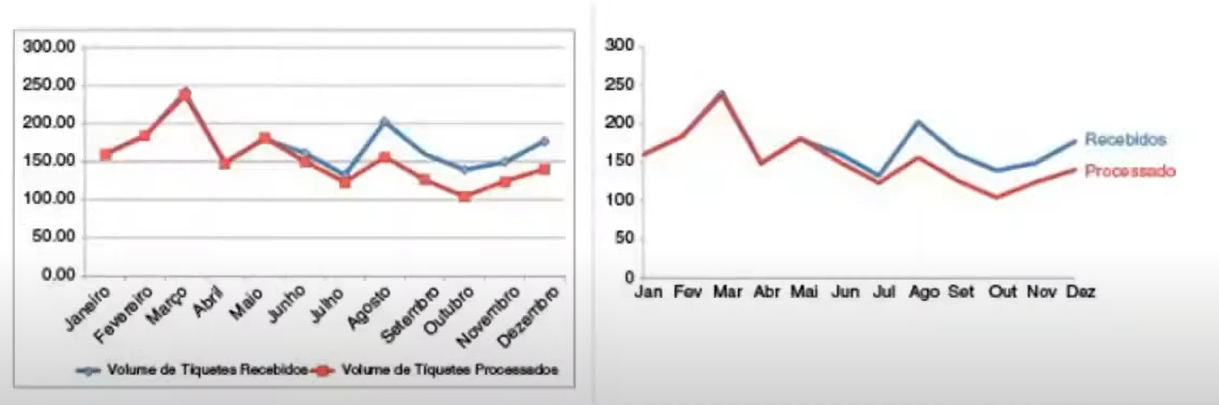 300.00
250.00
200.00
150.00
100.00
50.00
0.00
Janeiro
Fevereiro
Março
Abril
Maio
Junho
Julho
Agosto
Setembro
Outubro
Novembro
Dezembro
Volume de Tíquetes Recebidos
Volume de Tíquetes Processados
300
250
200
150
100
50
0
Jan Fev Mar Abr Mai Jun Jul Ago Set Out Nov Dez
Recebidos
Processado